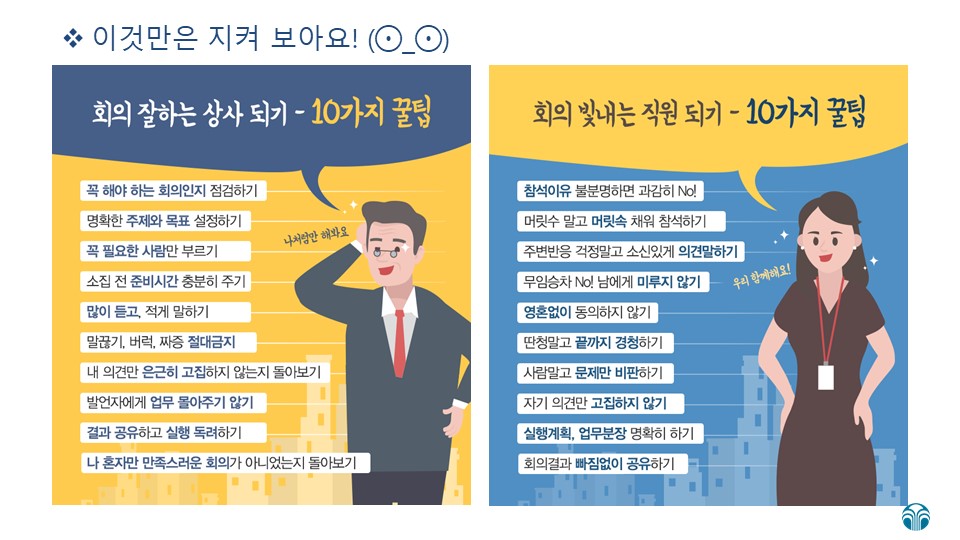 ❖ 이것만은 지켜 보아요! (⊙_⊙)
회의 잘하는 상사 되기 - 10가지 꿀팁
꼭 해야 하는 회의인지 점검하기
명확한 주제와 목표 설정하기
꼭 필요한 사람만 부르기
소집 전 준비시간 충분히 주기
많이 듣고, 적게 말하기
말끊기, 버럭, 짜증 절대금지
내 의견만 은근히 고집하지 않는지 돌아보기
발언자에게 업무 몰아주기 않기
결과 공유하고 실행 독려하기
나 혼자만 만족스러운 회의가 아니었는지 돌아보기
나처럼만 해봐요
회의 빛내는 직원 되기 - 10가지 꿀팁
참석이유 불분명하면 과감히 No!
머릿수 말고 머릿속 채워 참석하기
주변반응 걱정말고 소신있게 의견말하기
무임승차 No! 남에게 미루지 않기
영혼없이 동의하지 않기
딴청말고 끝까지 경청하기
사람말고 문제만 비판하기
자기 의견만 고집하지 않기
실행계획, 업무분장 명확히 하기
회의결과 빠짐없이 공유하기
우리 함께해요!